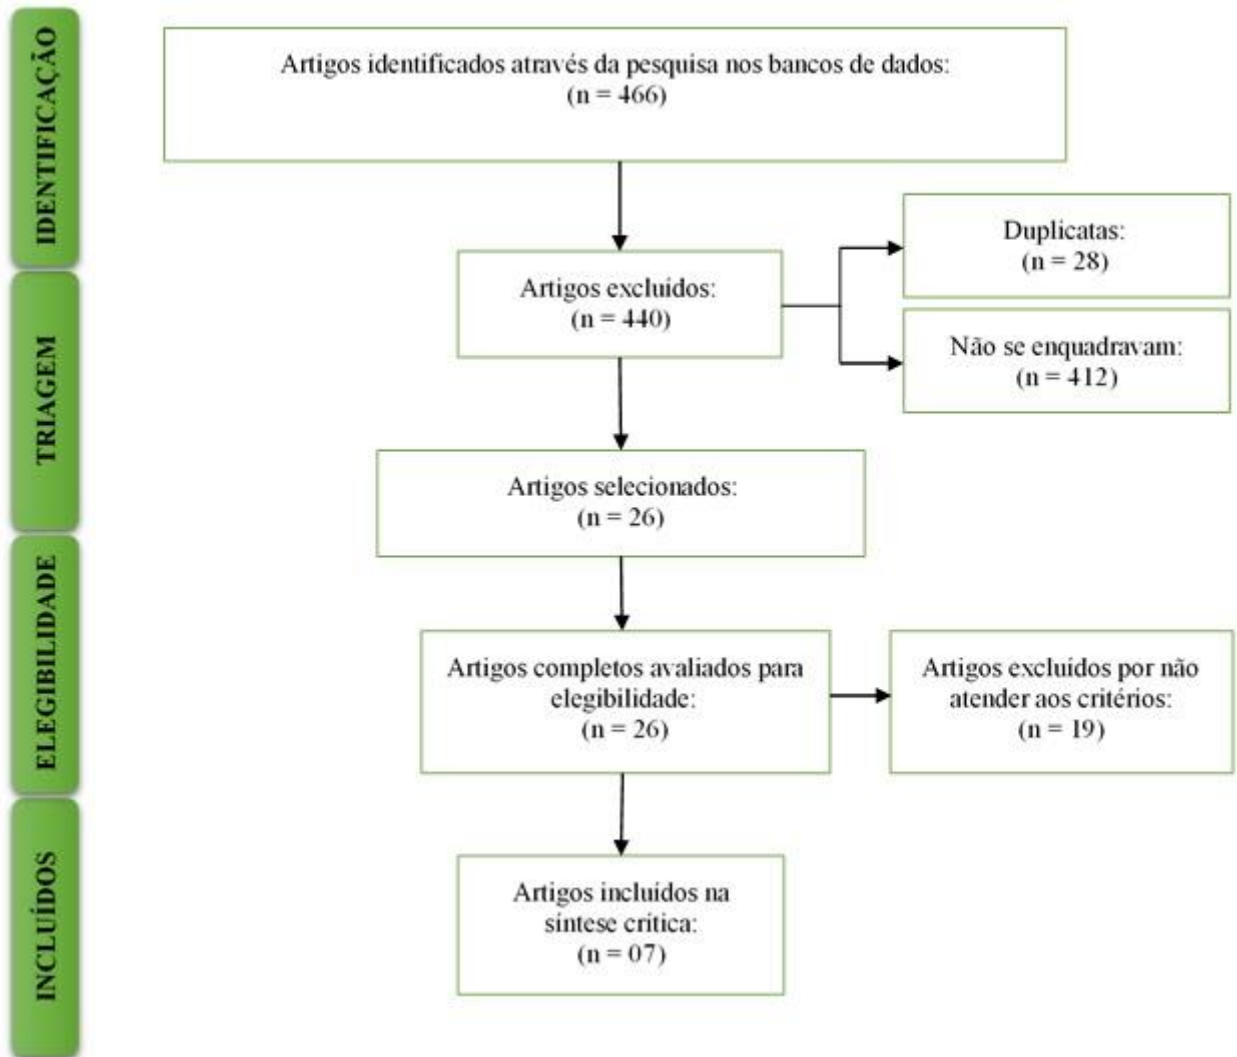 IDENTIFICAÇÃO
Artigos identificados através da pesquisa nos bancos de dados:
(n = 466)
Duplicatas:
(n = 28)
Artigos excluídos:
(n = 440)
Não se enquadravam:
(n = 412)
TRIAGEM
Artigos selecionados:
(n = 26)
ELEGIBILIDADE
Artigos completos avaliados para
elegibilidade:
(n = 26)
Artigos excluídos por não
atender aos critérios:
(n = 19)
INCLUÍDOS
Artigos incluídos na
síntese crítica:
(n = 07)